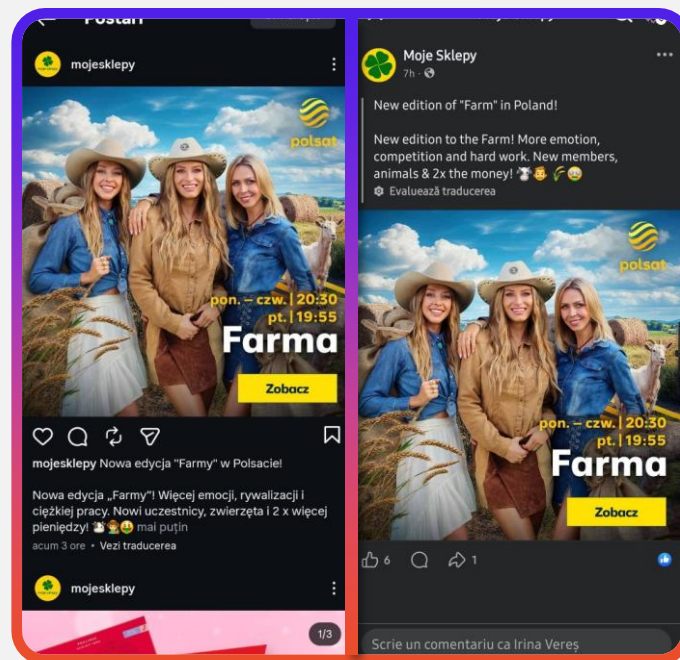 Postări
mojesklepy
polsat
pon. – czw. | 20:30
pt. | 19:55
Farma
Zobacz
mojesklepy Nowa edycja "Farmy" w Polsacie!
Nowa edycja „Farmy”! Więcej emocji, rywalizacji i
ciężkiej pracy. Nowi uczestnicy, zwierzęta i 2 x więcej
pieniędzy! 🐮👨‍🌾🤑 mai puțin
acum 3 ore • Vezi traducerea
mojesklepy
1/3
Moje Sklepy
7h
New edition of "Farm" in Poland!
New edition to the Farm! More emotion,
competition and hard work. New members,
animals & 2x the money!
Evaluează traducerea
polsat
pon. – czw. | 20:30
pt. | 19:55
Farma
Zobacz
6
1
Scrie un comentariu ca Irina Vereș